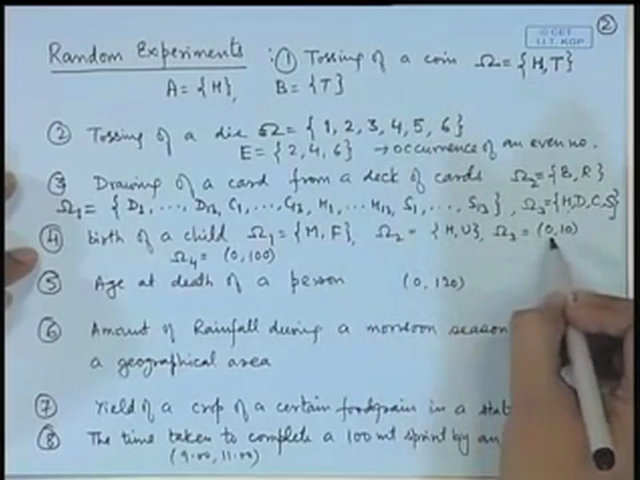 ②
© CET
I.I.T. KGP
Random Experiments : ① Tossing of a coin Ω = {H, T}
A = {H}, B = {T}
② Tossing of a die Ω = {1, 2, 3, 4, 5, 6}
E = {2, 4, 6} → occurrence of an even no.
③ Drawing of a card from a deck of cards Ω₂ = {B, R}
Ω₁ = {D₁, ..., D₁₃, C₁, ..., C₁₃, H₁, ... H₁₃, S₁, ..., S₁₃}, Ω₃ = {H, D, C, S}
④ Birth of a child Ω₁ = {M, F}, Ω₂ = {H, U}, Ω₃ = (0, 10)
Ω₄ = (0, 100)
⑤ Age at death of a person (0, 120)
⑥ Amount of Rainfall during a monsoon season
a geographical area
⑦ Yield of a crop of a certain foodgrain in a stat
⑧ The time taken to complete a 100 mt sprint by an
(9.00, 11.00)